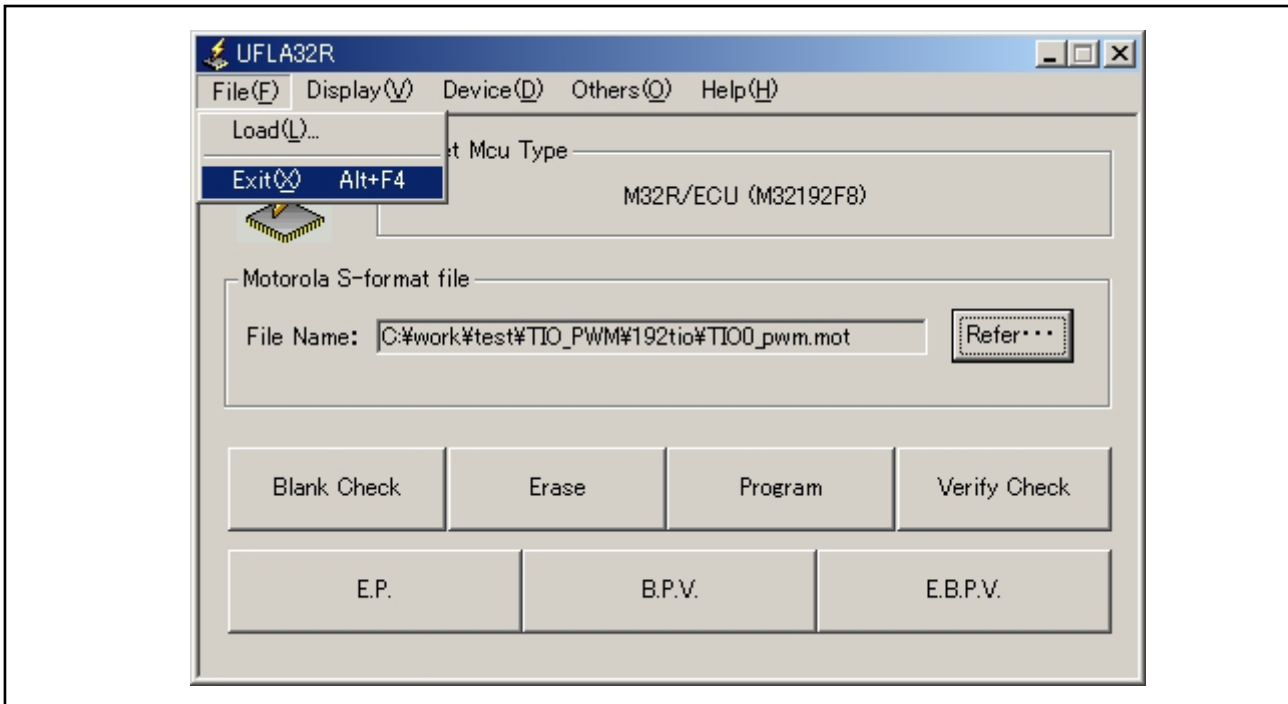 UFLA32R
File(F) Display(V) Device(D) Others(O) Help(H)
Load(L)...
Exit(X) Alt+F4
t Mcu Type
M32R/ECU (M32192F8)
Motorola S-format file
File Name: C:¥work¥test¥TIO_PWM¥192tio¥TIO0_pwm.mot Refer・・・
Blank Check Erase Program Verify Check
E.P. B.P.V. E.B.P.V.